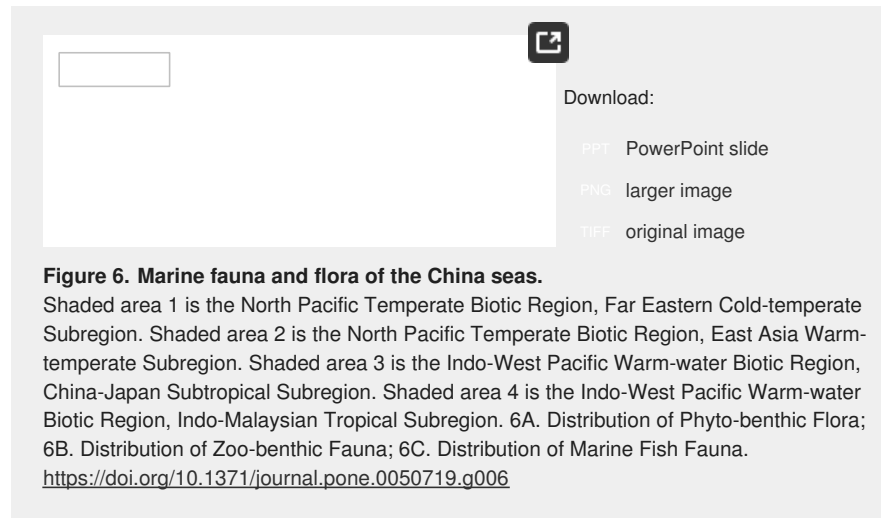 Download:
PPT PowerPoint slide
PNG larger image
TIFF original image
Figure 6. Marine fauna and flora of the China seas.
Shaded area 1 is the North Pacific Temperate Biotic Region, Far Eastern Cold-temperate
Subregion. Shaded area 2 is the North Pacific Temperate Biotic Region, East Asia Warm-
temperate Subregion. Shaded area 3 is the Indo-West Pacific Warm-water Biotic Region,
China-Japan Subtropical Subregion. Shaded area 4 is the Indo-West Pacific Warm-water
Biotic Region, Indo-Malaysian Tropical Subregion. 6A. Distribution of Phyto-benthic Flora;
6B. Distribution of Zoo-benthic Fauna; 6C. Distribution of Marine Fish Fauna.
https://doi.org/10.1371/journal.pone.0050719.g006